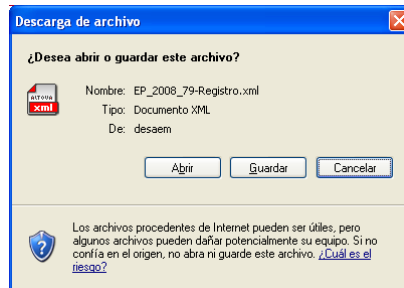 Descarga de archivo
¿Desea abrir o guardar este archivo?
ALTOVA
xml
Nombre: EP_2008_79-Registro.xml
Tipo: Documento XML
De: desaem
Abrir
Guardar
Cancelar
Los archivos procedentes de Internet pueden ser útiles, pero
algunos archivos pueden dañar potencialmente su equipo. Si no
confía en el origen, no abra ni guarde este archivo. ¿Cuál es el
riesgo?